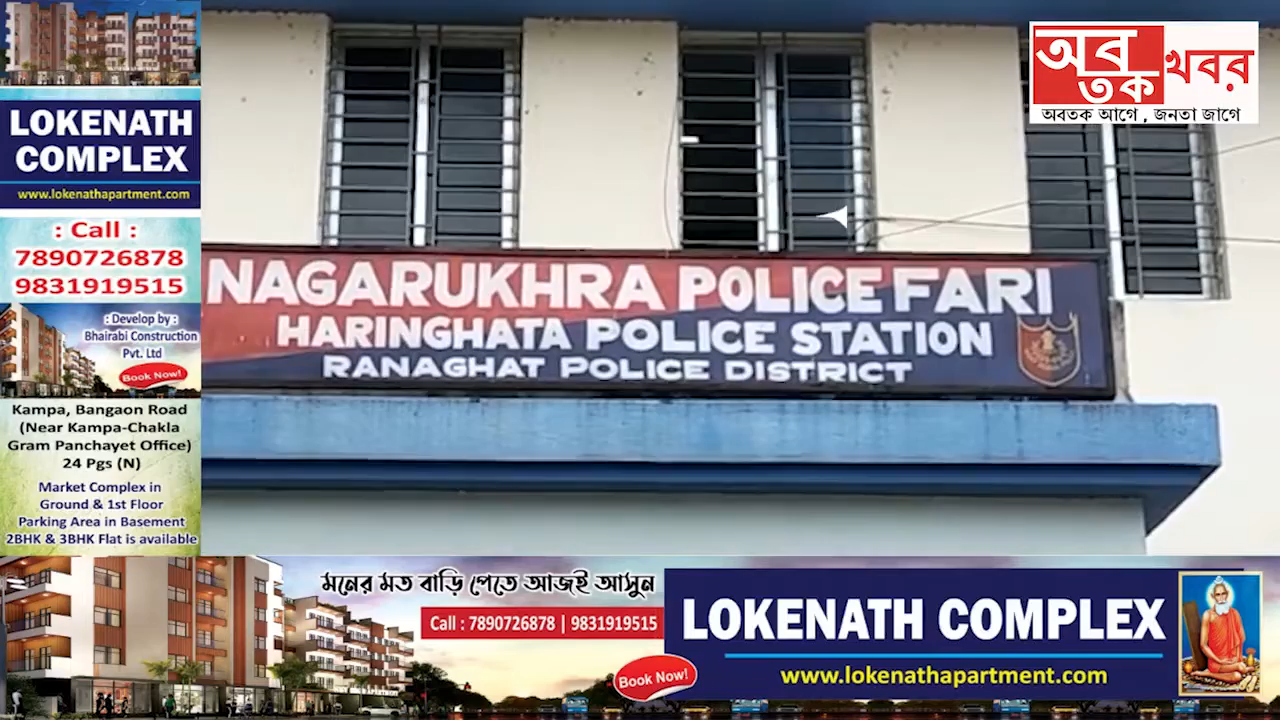 LOKENATH
COMPLEX
www.lokenathapartment.com
: Call :
7890726878
9831919515
: Develop by :
Bhairabi Construction
Pvt. Ltd
Book Now!
Kampa, Bangaon Road
(Near Kampa-Chakla
Gram Panchayet Office)
24 Pgs (N)
Market Complex in
Ground & 1st Floor
Parking Area in Basement
2BHK & 3BHK Flat is available
অব
তক খবর
অবতক আগে , জনতা জাগে
NAGARUKHRA POLICE FARI
HARINGHATA POLICE STATION
RANAGHAT POLICE DISTRICT
মনের মত বাড়ি পেতে আজই আসুন
Call : 7890726878 | 9831919515
Book Now!
LOKENATH COMPLEX
www.lokenathapartment.com